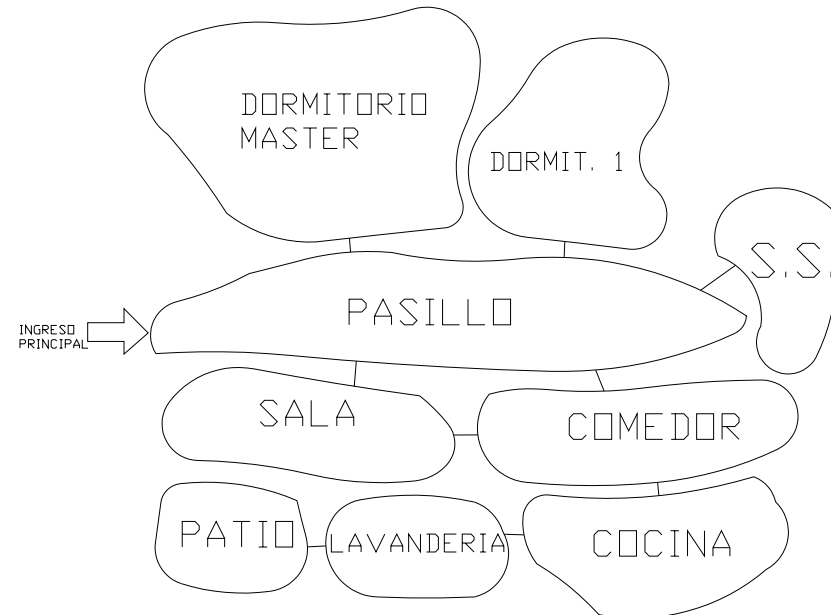 DORMITORIO
MASTER
DORMIT. 1
S.S.
PASILLO
INGRESO
PRINCIPAL
SALA
COMEDOR
PATIO
LAVANDERIA
COCINA